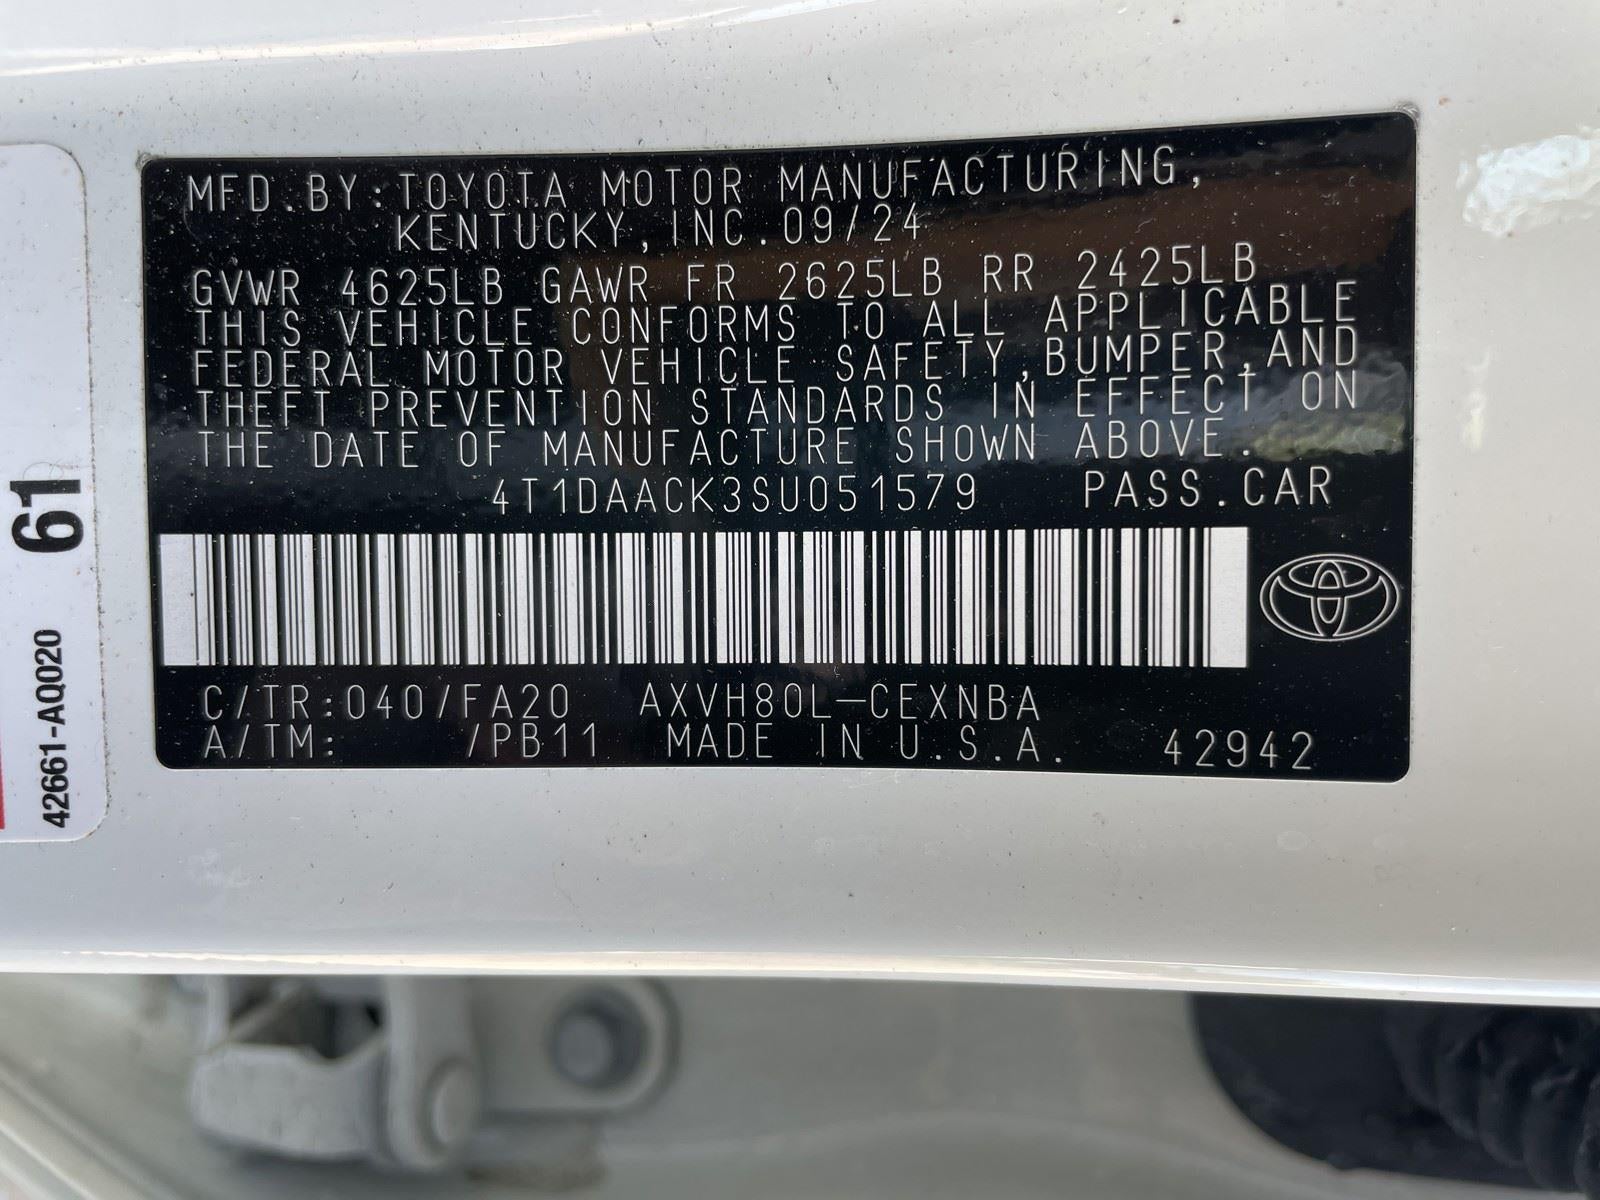 MFD.BY:TOYOTA MOTOR MANUFACTURING,
KENTUCKY,INC.09/24
GVWR 4625LB GAWR FR 2625LB RR 2425LB
THIS VEHICLE CONFORMS TO ALL APPLICABLE
FEDERAL MOTOR VEHICLE SAFETY,BUMPER,AND
THEFT PREVENTION STANDARDS IN EFFECT ON
THE DATE OF MANUFACTURE SHOWN ABOVE.
4T1DAACK3SU051579 PASS.CAR
C/TR:040/FA20 AXVH80L-CEXNBA
A/TM: /PB11 MADE IN U.S.A. 42942
61
42661-AQ020